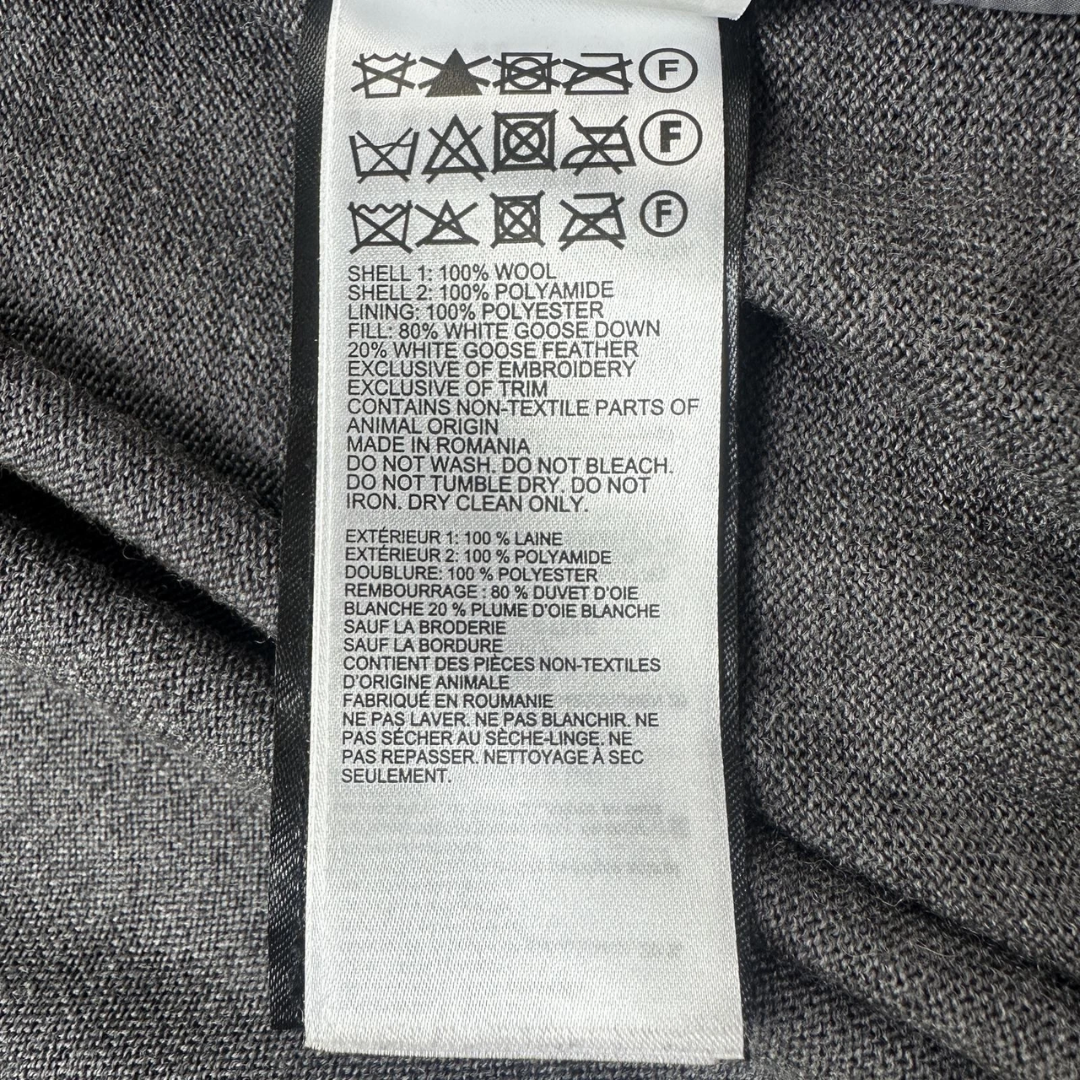 F
F
F
SHELL 1: 100% WOOL
SHELL 2: 100% POLYAMIDE
LINING: 100% POLYESTER
FILL: 80% WHITE GOOSE DOWN
20% WHITE GOOSE FEATHER
EXCLUSIVE OF EMBROIDERY
EXCLUSIVE OF TRIM
CONTAINS NON-TEXTILE PARTS OF
ANIMAL ORIGIN
MADE IN ROMANIA
DO NOT WASH. DO NOT BLEACH.
DO NOT TUMBLE DRY. DO NOT
IRON. DRY CLEAN ONLY.
EXTÉRIEUR 1: 100 % LAINE
EXTÉRIEUR 2: 100 % POLYAMIDE
DOUBLURE: 100 % POLYESTER
REMBOURRAGE : 80 % DUVET D'OIE
BLANCHE 20 % PLUME D'OIE BLANCHE
SAUF LA BRODERIE
SAUF LA BORDURE
CONTIENT DES PIÈCES NON-TEXTILES
D'ORIGINE ANIMALE
FABRIQUÉ EN ROUMANIE
NE PAS LAVER. NE PAS BLANCHIR. NE
PAS SÉCHER AU SÈCHE-LINGE. NE
PAS REPASSER. NETTOYAGE À SEC
SEULEMENT.